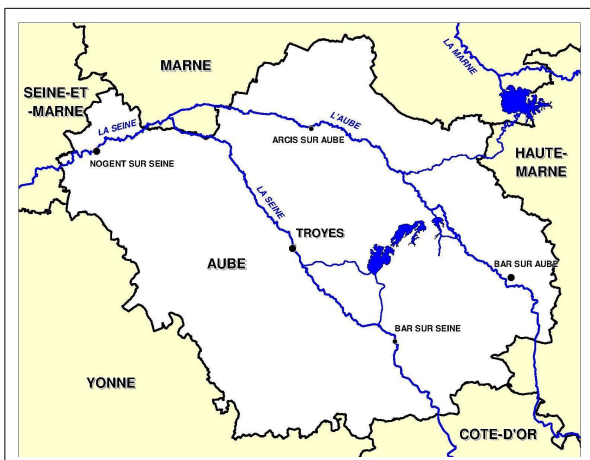 LA MARNE
MARNE
SEINE-ET
-MARNE
LA SEINE
L'AUBE
ARCIS SUR AUBE
HAUTE-
MARNE
NOGENT SUR SEINE
LA SEINE
TROYES
AUBE
BAR SUR AUBE
BAR SUR SEINE
YONNE
COTE-D'OR